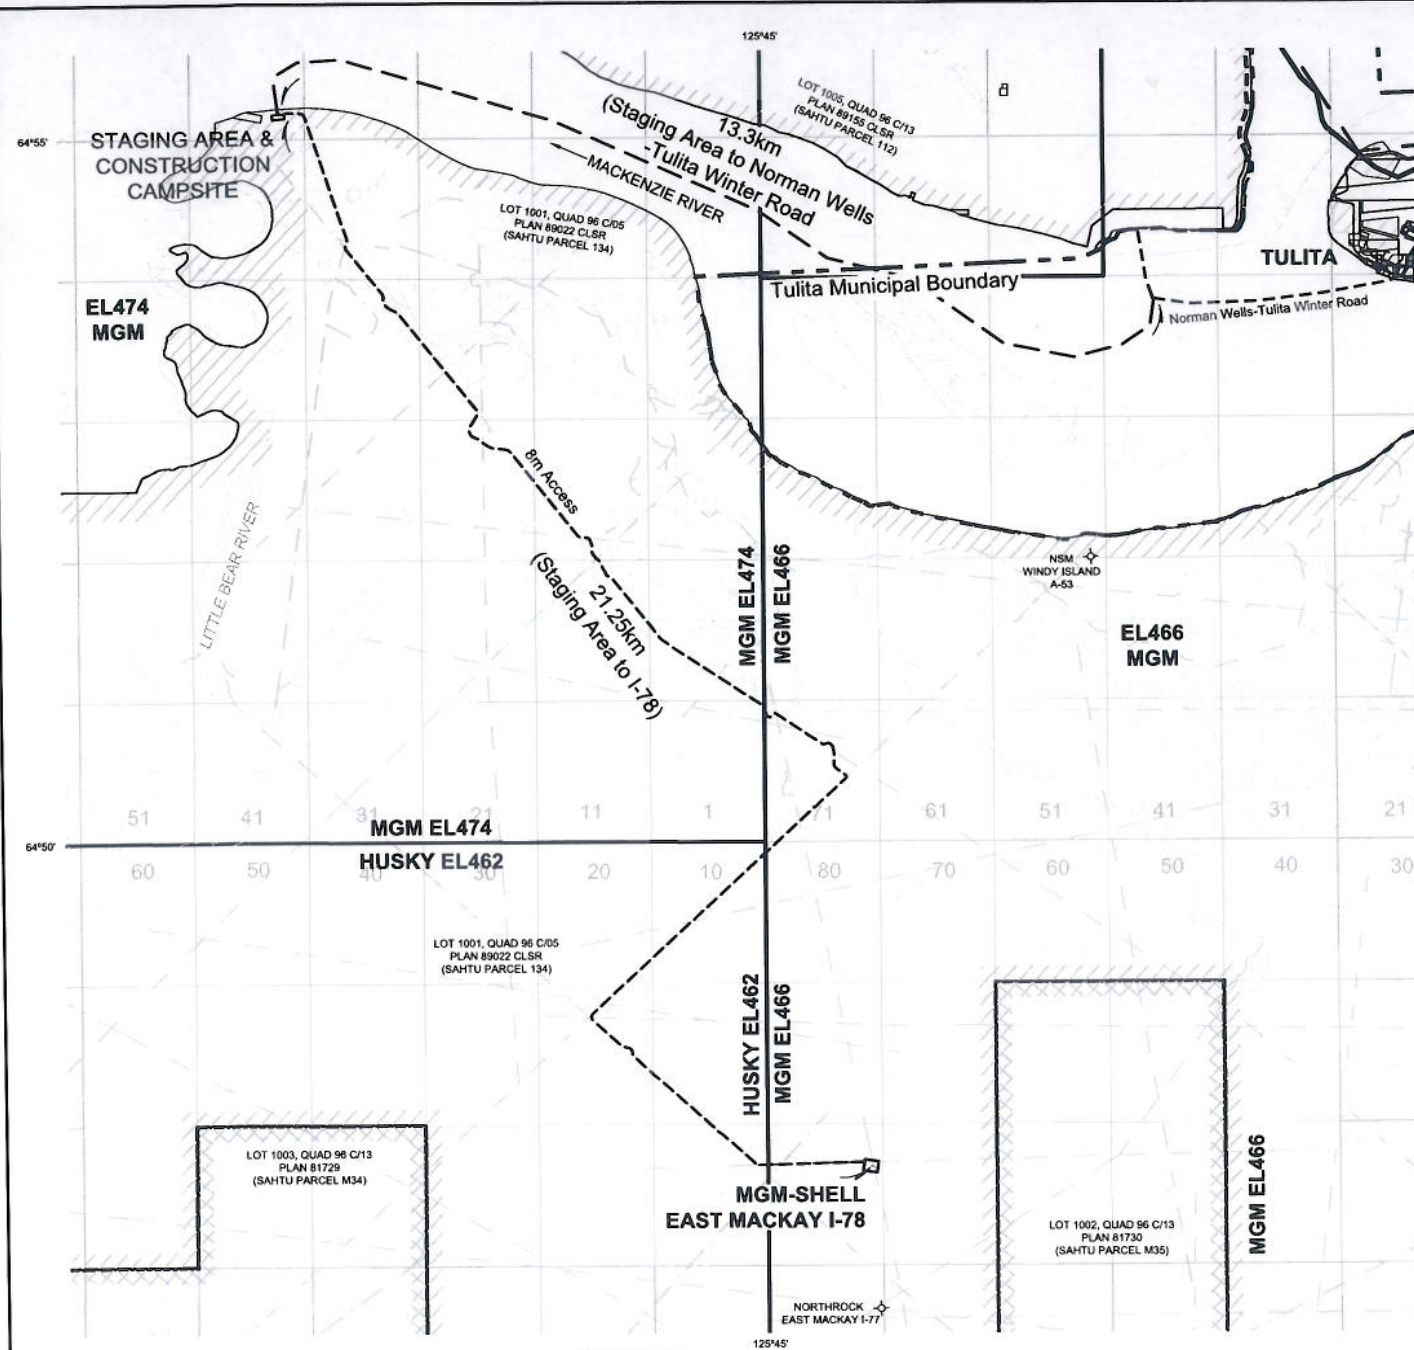 125°45'
LOT 1005, QUAD 96 C/13
PLAN 89155 CLSR
(SAHTU PARCEL 112)
13.3km
(Staging Area to Norman Wells
-Tulita Winter Road
64°55'
STAGING AREA &
CONSTRUCTION
CAMPSITE
MACKENZIE RIVER
LOT 1001, QUAD 96 C/05
PLAN 89022 CLSR
(SAHTU PARCEL 134)
TULITA
Tulita Municipal Boundary
Norman Wells-Tulita Winter Road
EL474
MGM
8m Access
LITTLE BEAR RIVER
21.25km
(Staging Area to I-78)
MGM EL474
MGM EL466
NSM
WINDY ISLAND
A-53
EL466
MGM
51 41 31 21 11 1 71 61 51 41 31 21
MGM EL474
64°50'
HUSKY EL462
60 50 40 30 20 10 80 70 60 50 40 30
LOT 1001, QUAD 96 C/05
PLAN 89022 CLSR
(SAHTU PARCEL 134)
HUSKY EL462
MGM EL466
LOT 1003, QUAD 96 C/13
PLAN 81729
(SAHTU PARCEL M34)
MGM-SHELL
EAST MACKAY I-78
LOT 1002, QUAD 96 C/13
PLAN 81730
(SAHTU PARCEL M35)
MGM EL466
NORTHROCK
EAST MACKAY I-77
125°45'